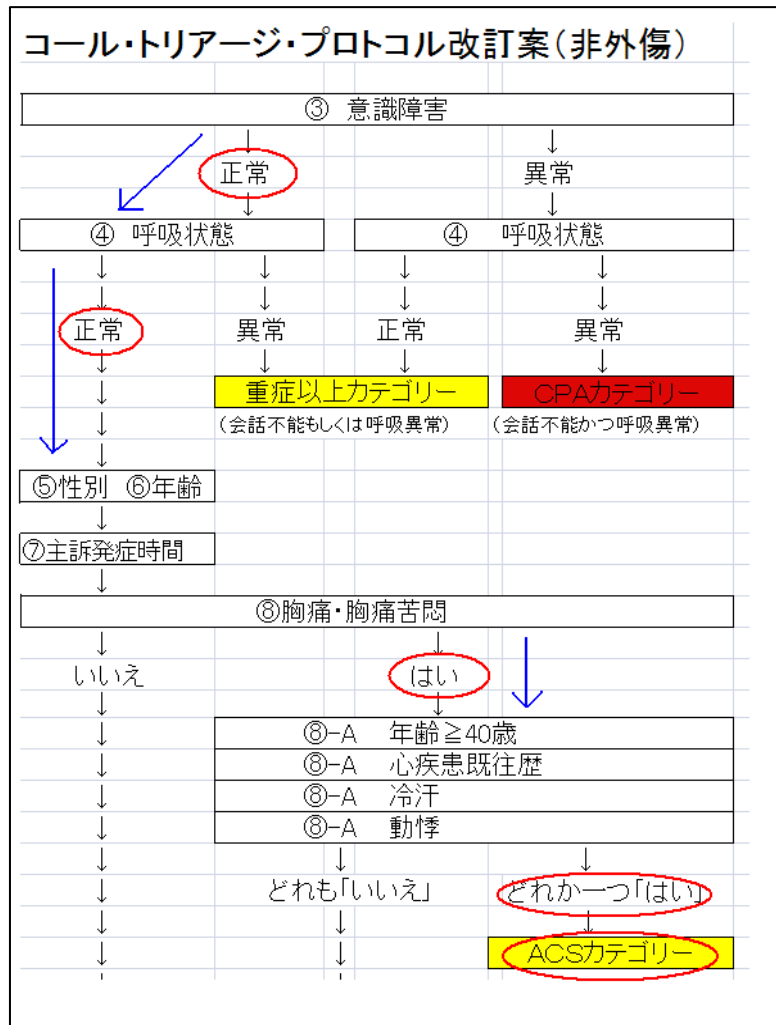 コール・トリアージ・プロトコル改訂案(非外傷)
③ 意識障害
↓ ↓
正常 異常
↓ ↓
④ 呼吸状態 ④ 呼吸状態
↓ ↓ ↓ ↓
↓ ↓ ↓ ↓
正常 異常 正常 異常
↓ ↓ ↓ ↓
↓ 重症以上カテゴリー CPAカテゴリー
↓ (会話不能もしくは呼吸異常) (会話不能かつ呼吸異常)
↓
⑤性別 ⑥年齢
↓
⑦主訴発症時間
↓
⑧胸痛・胸痛苦悶
↓ ↓
いいえ はい
↓ ↓
↓ ⑧-A 年齢≧40歳
↓ ⑧-A 心疾患既往歴
↓ ⑧-A 冷汗
↓ ⑧-A 動悸
↓ ↓ ↓
↓ どれも「いいえ」 どれか一つ「はい」
↓ ↓ ↓
↓ ↓ ACSカテゴリー